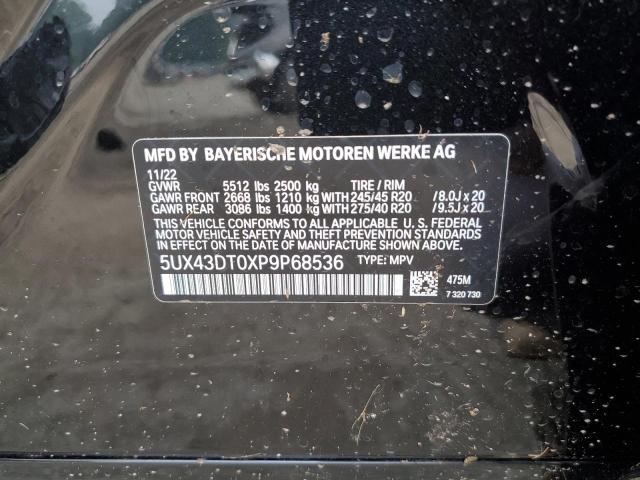 MFD BY BAYERISCHE MOTOREN WERKE AG
11/22
GVWR 5512 lbs 2500 kg TIRE / RIM
GAWR FRONT 2668 lbs 1210 kg WITH 245/45 R20 /8.0J x 20
GAWR REAR 3086 lbs 1400 kg WITH 275/40 R20 /9.5J x 20
THIS VEHICLE CONFORMS TO ALL APPLICABLE U. S. FEDERAL
MOTOR VEHICLE SAFETY AND THEFT PREVENTION STANDARDS
IN EFFECT ON THE DATE OF MANUFACTURE SHOWN ABOVE.
5UX43DT0XP9P68536 TYPE: MPV
475M
7 320 730